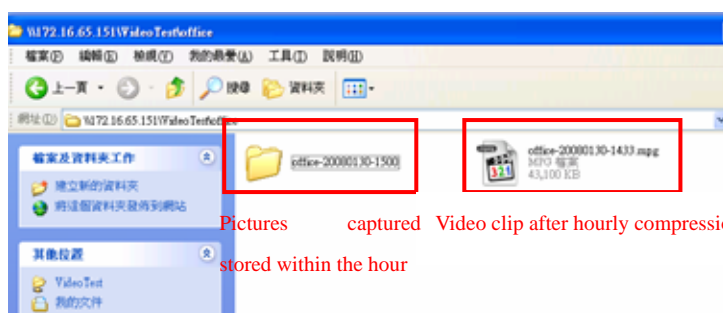 \\172.16.65.151\VideoTest\office
檔案(F) 編輯(E) 檢視(V) 我的最愛(A) 工具(T) 說明(H)
上一頁 搜尋 資料夾
網址(D) \\172.16.65.151\VideoTest\office
檔案及資料夾工作
建立新的資料夾
將這個資料夾發佈到網站
其他位置
VideoTest
我的文件
office-20080130-1500
office-20080130-1433.mpg
MPG 檔案
43,100 KB
Pictures captured
stored within the hour
Video clip after hourly compressi